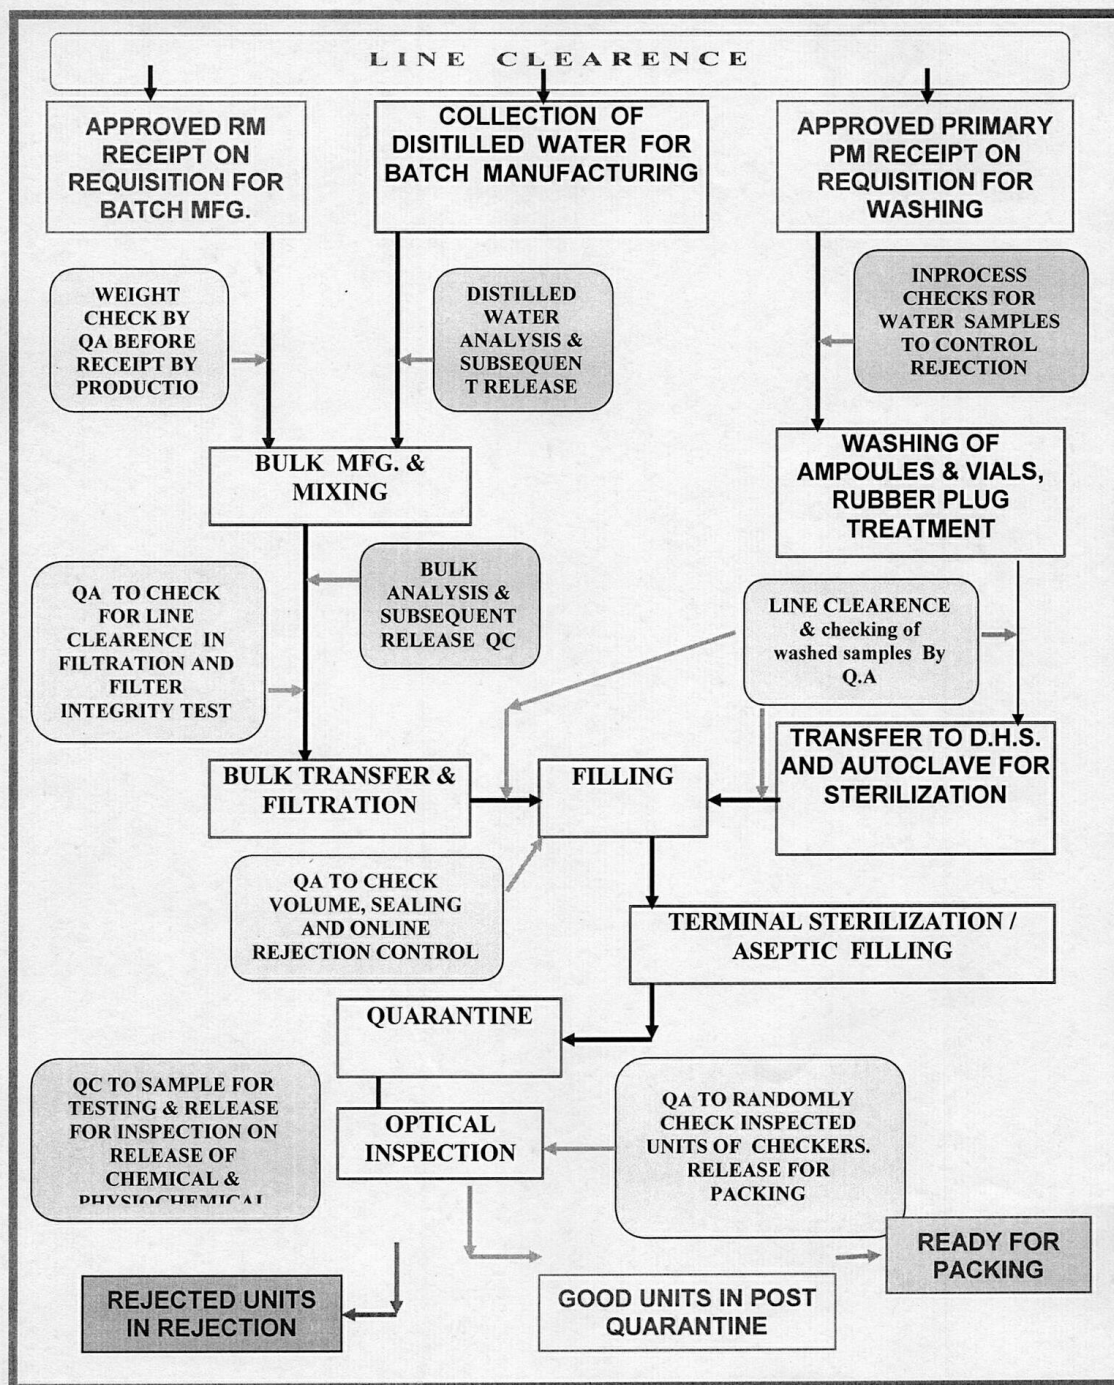 LINE CLEARENCE
APPROVED RM
RECEIPT ON
REQUISITION FOR
BATCH MFG.
COLLECTION OF
DISITILLED WATER FOR
BATCH MANUFACTURING
APPROVED PRIMARY
PM RECEIPT ON
REQUISITION FOR
WASHING
WEIGHT
CHECK BY
QA BEFORE
RECEIPT BY
PRODUCTIO
DISTILLED
WATER
ANALYSIS &
SUBSEQUEN
T RELEASE
INPROCESS
CHECKS FOR
WATER SAMPLES
TO CONTROL
REJECTION
BULK MFG. &
MIXING
WASHING OF
AMPOULES & VIALS,
RUBBER PLUG
TREATMENT
QA TO CHECK
FOR LINE
CLEARENCE IN
FILTRATION AND
FILTER
INTEGRITY TEST
BULK
ANALYSIS &
SUBSEQUENT
RELEASE QC
LINE CLEARENCE
& checking of
washed samples By
Q.A
BULK TRANSFER &
FILTRATION
FILLING
TRANSFER TO D.H.S.
AND AUTOCLAVE FOR
STERILIZATION
QA TO CHECK
VOLUME, SEALING
AND ONLINE
REJECTION CONTROL
TERMINAL STERILIZATION /
ASEPTIC FILLING
QUARANTINE
QC TO SAMPLE FOR
TESTING & RELEASE
FOR INSPECTION ON
RELEASE OF
CHEMICAL &
PHYSIOCHEMICAL
OPTICAL
INSPECTION
QA TO RANDOMLY
CHECK INSPECTED
UNITS OF CHECKERS.
RELEASE FOR
PACKING
READY FOR
PACKING
REJECTED UNITS
IN REJECTION
GOOD UNITS IN POST
QUARANTINE